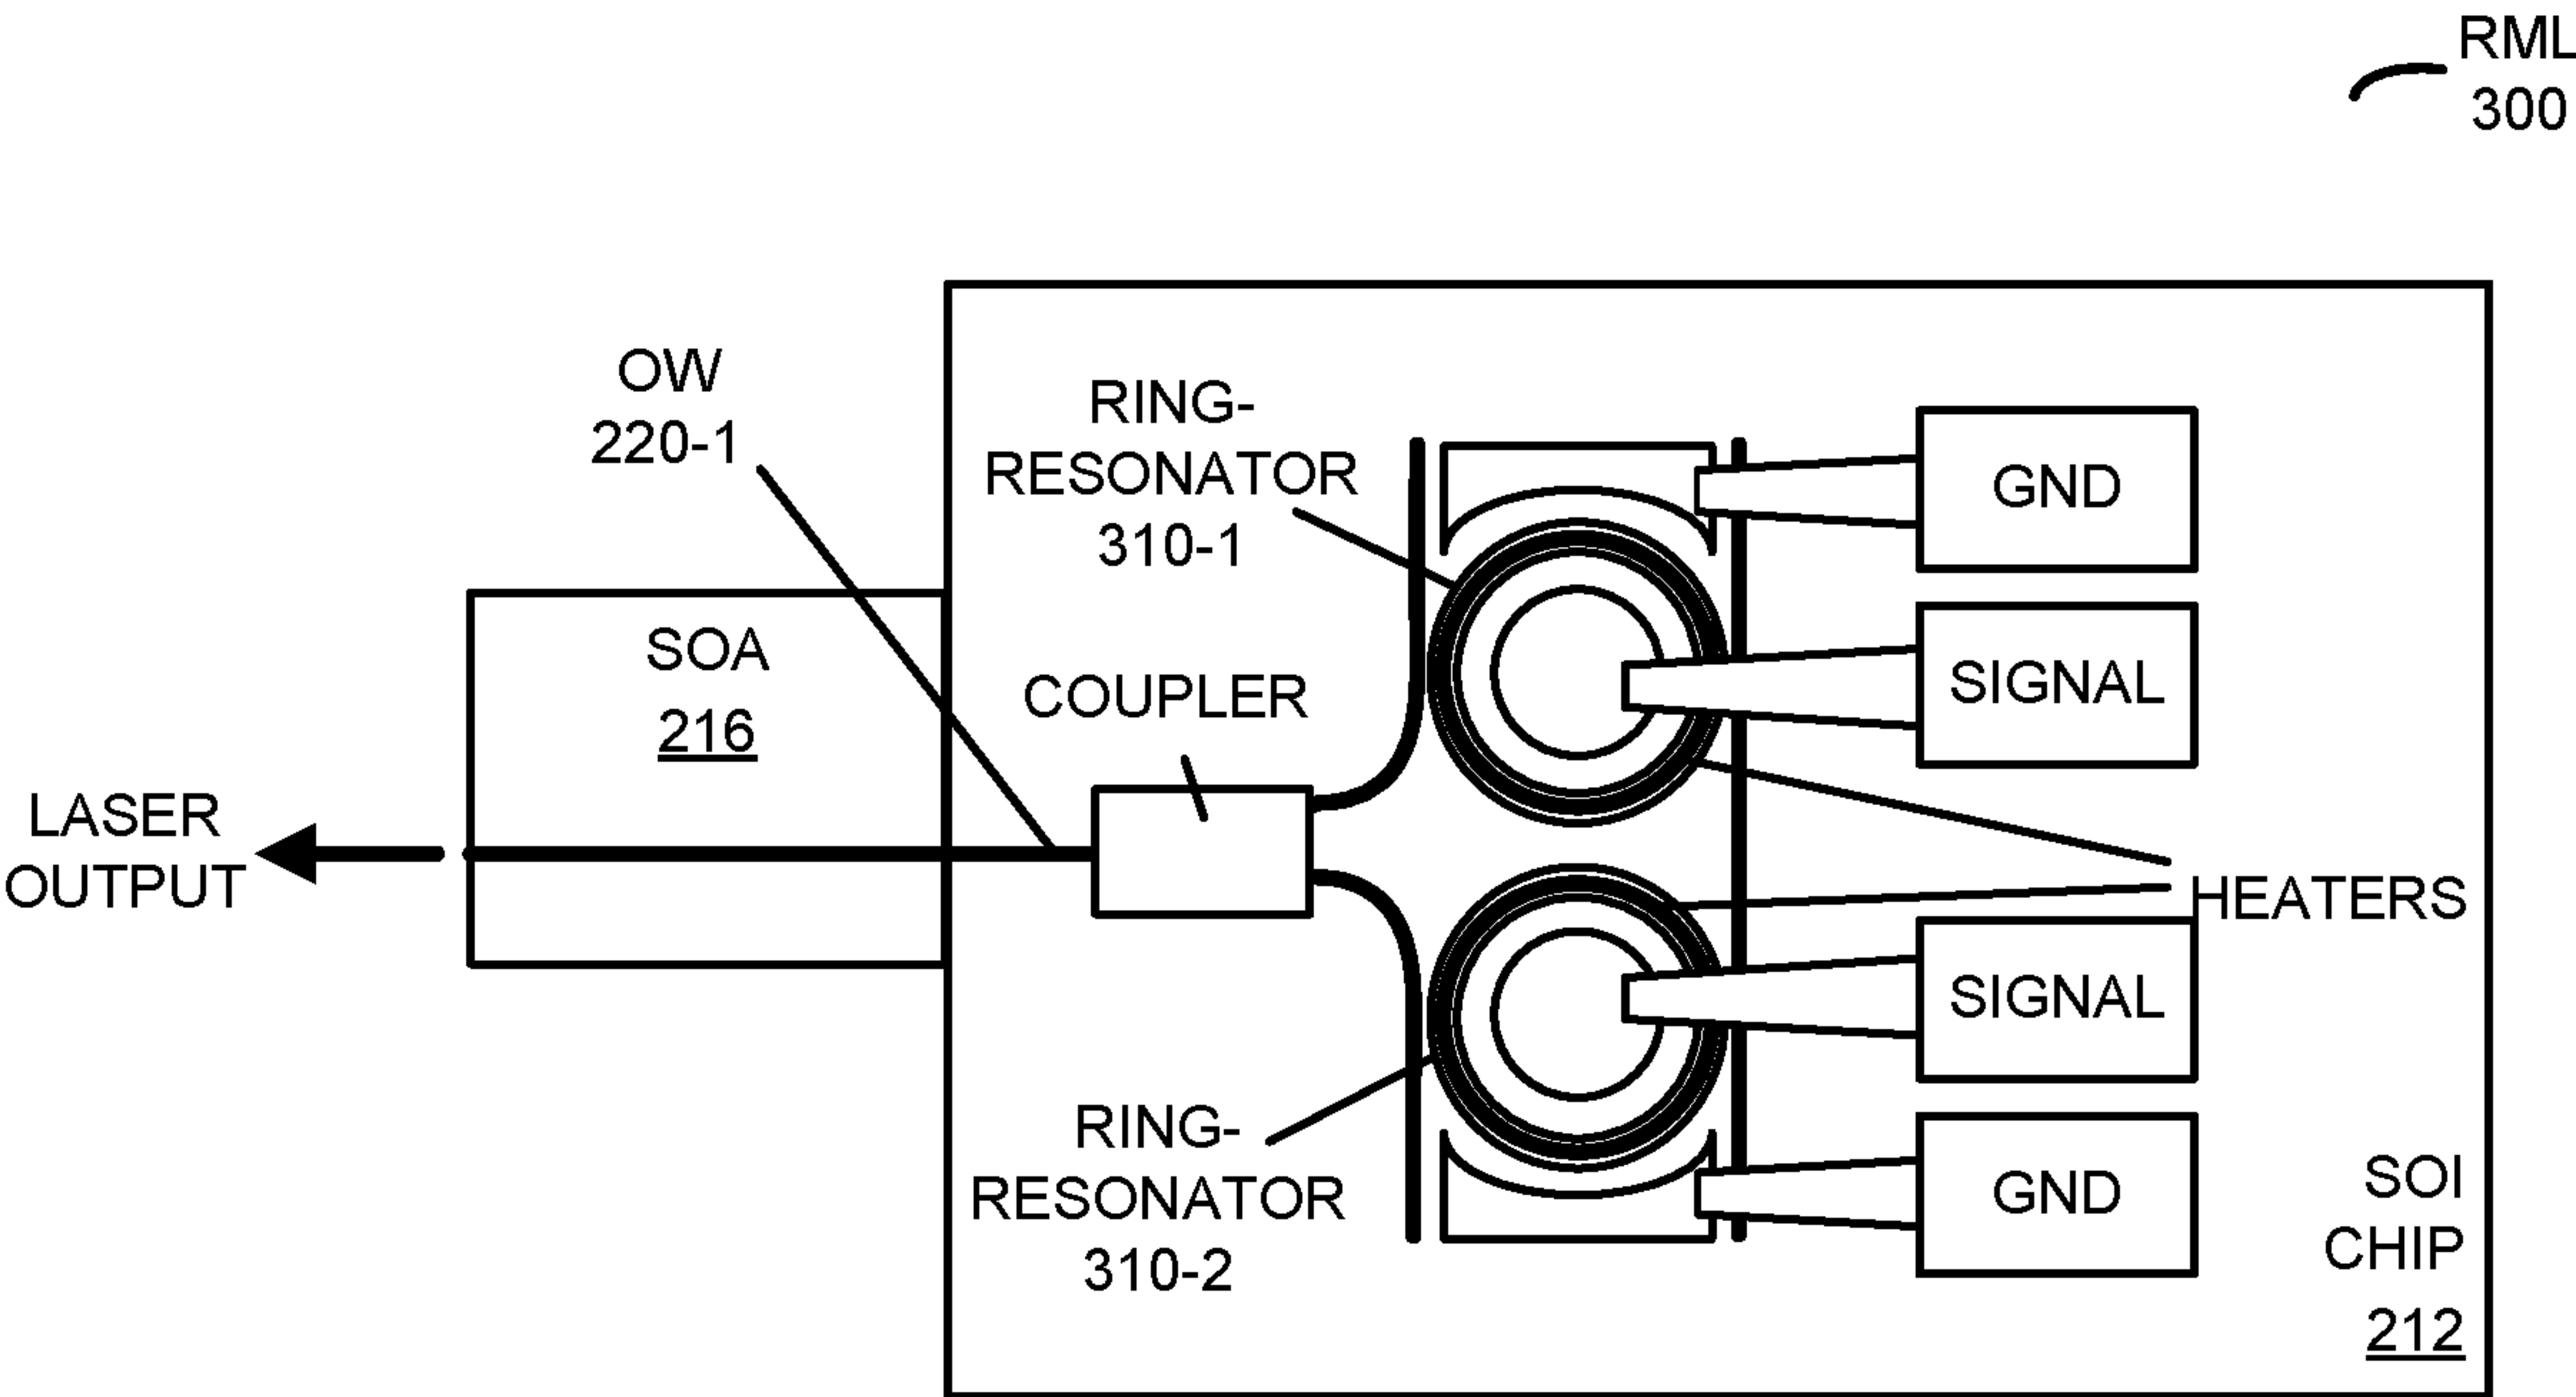 RML
300
OW
220-1
RING-
RESONATOR
310-1
GND
SOA
216
COUPLER
SIGNAL
LASER
OUTPUT
HEATERS
SIGNAL
RING-
RESONATOR
310-2
GND
SOI
CHIP
212